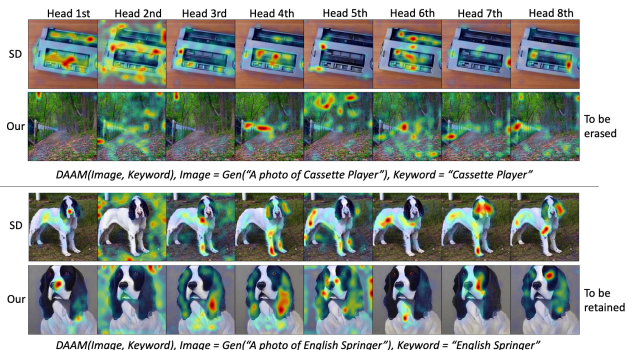 Head 1st Head 2nd Head 3rd Head 4th Head 5th Head 6th Head 7th Head 8th
SD
Our
To be
erased
DAAM(Image, Keyword), Image = Gen(“A photo of Cassette Player”), Keyword = “Cassette Player”
SD
Our
To be
retained
DAAM(Image, Keyword), Image = Gen(“A photo of English Springer”), Keyword = “English Springer”